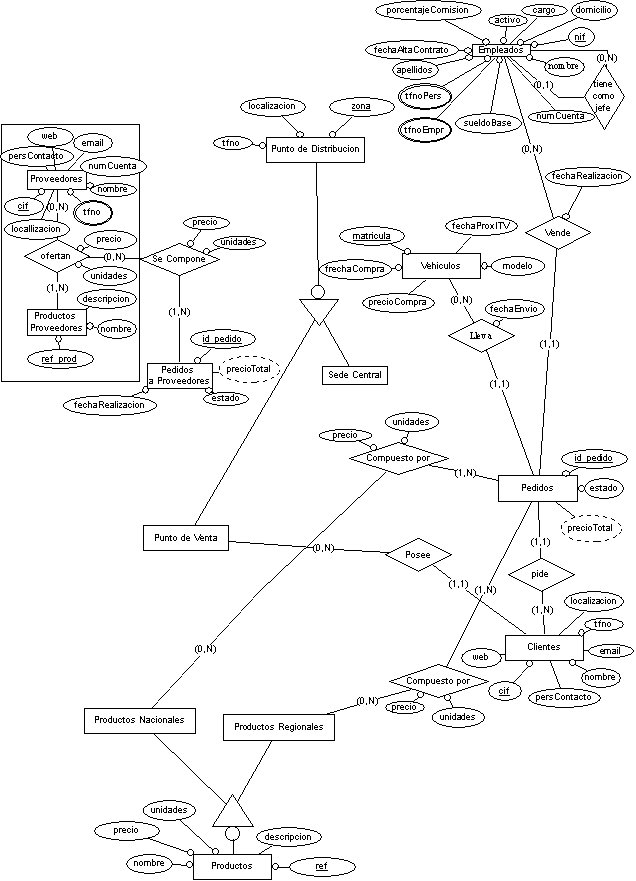 porcentajeComision
activo
cargo
domicilio
nif
fechaAltaContrato
Empleados
(0,N)
apellidos
nombre
(0,1)
tiene
como
jefe
tfnoPers
tfnoEmpr
sueldoBase
numCuenta
localizacion
zona
tfno
Punto de Distribucion
(0,N)
fechaRealizacion
Vende
web
email
persContacto
numCuenta
Proveedores
nombre
cif
(0,N)
tfno
locallizacion
precio
ofertan
(0,N)
unidades
(1,N)
descripcion
Productos
Proveedores
nombre
ref_prod
precio
unidades
Se Compone
(1,N)
id_pedido
Pedidos
a Proveedores
precioTotal
fechaRealizacion
estado
matricula
fechaProxITV
frechaCompra
Vehiculos
modelo
precioCompra
(0,N)
fechaEnvio
Lleva
(1,1)
(1,1)
Sede Central
unidades
precio
Compuesto por
(1,N)
id_pedido
Pedidos
estado
precioTotal
Punto de Venta
(0,N)
Posee
(1,1)
(1,1)
pide
(1,N)
(1,N)
localizacion
tfno
Clientes
email
web
nombre
cif
persContacto
(0,N)
Compuesto por
(0,N)
precio
unidades
Productos Nacionales
Productos Regionales
unidades
precio
descripcion
nombre
Productos
ref